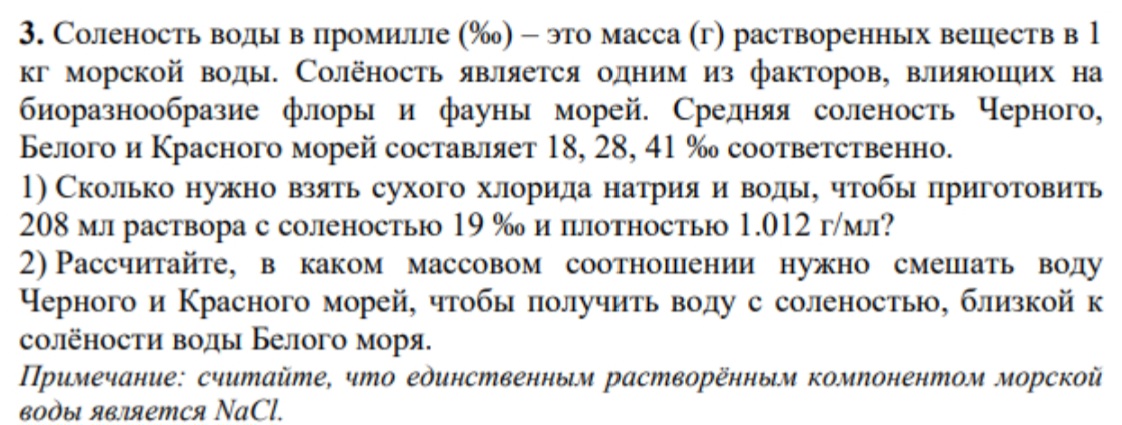 3. Соленость воды в промилле (‰) – это масса (г) растворенных веществ в 1
кг морской воды. Солёность является одним из факторов, влияющих на
биоразнообразие флоры и фауны морей. Средняя соленость Черного,
Белого и Красного морей составляет 18, 28, 41 ‰ соответственно.
1) Сколько нужно взять сухого хлорида натрия и воды, чтобы приготовить
208 мл раствора с соленостью 19 ‰ и плотностью 1.012 г/мл?
2) Рассчитайте, в каком массовом соотношении нужно смешать воду
Черного и Красного морей, чтобы получить воду с соленостью, близкой к
солёности воды Белого моря.
Примечание: считайте, что единственным растворённым компонентом морской
воды является NaCl.